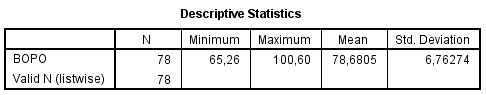 Descriptive Statistics
N Minimum Maximum Mean Std. Deviation
BOPO 78 65,26 100,60 78,6805 6,76274
Valid N (listwise) 78